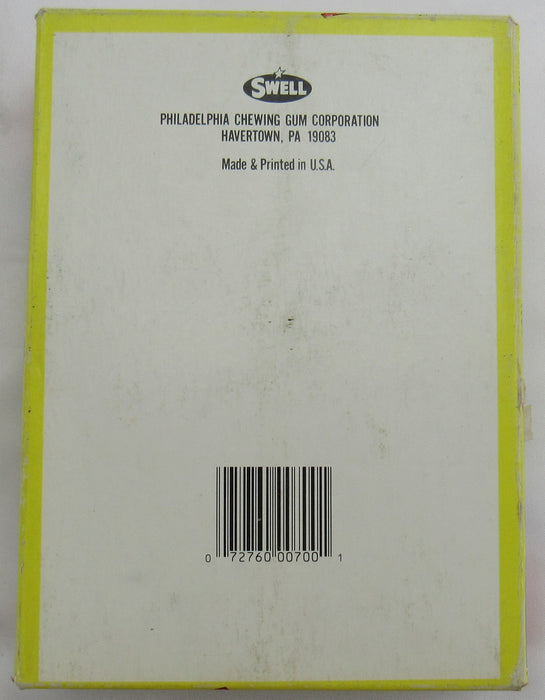 SWELL
PHILADELPHIA CHEWING GUM CORPORATION
HAVERTOWN, PA 19083
Made & Printed in U.S.A.
0 72760 00700 1